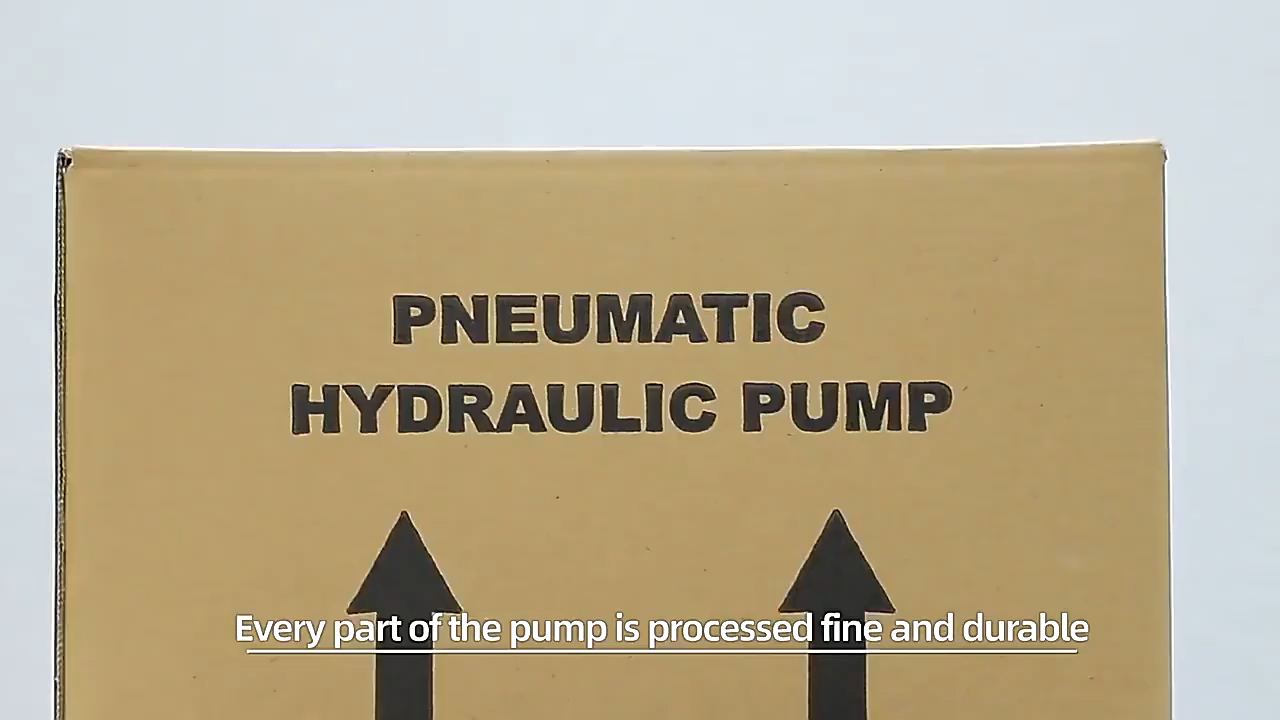 PNEUMATIC
HYDRAULIC PUMP
Every part of the pump is processed fine and durable